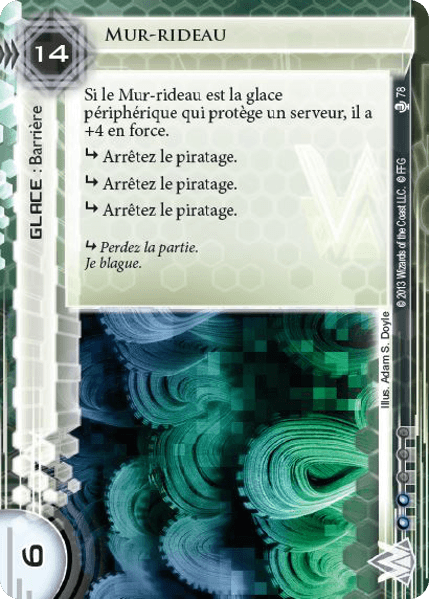 14
Mur-rideau
Si le Mur-rideau est la glace
périphérique qui protège un serveur, il a
+4 en force.
↳ Arrêtez le piratage.
↳ Arrêtez le piratage.
↳ Arrêtez le piratage.
↳ Perdez la partie.
Je blague.
GLACE : Barrière
78
© 2013 Wizards of the Coast LLC. © FFG
Illus. Adam S. Doyle
6